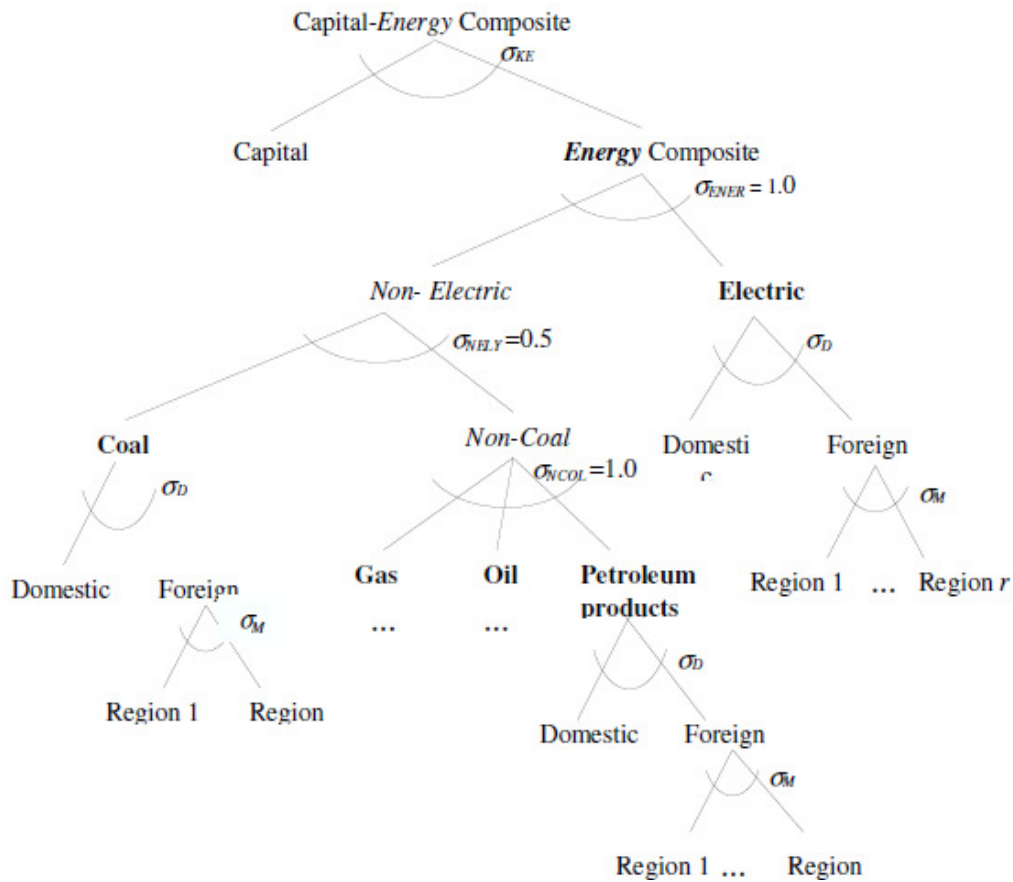 Capital-Energy Composite
σKE
Capital
Energy Composite
σENER = 1.0
Non- Electric
Electric
σNELY =0.5
σD
Coal
Non-Coal
Domesti
c
Foreign
σD
σNCOL =1.0
σM
Domestic
Foreign
Gas
Oil
Petroleum
products
Region 1 ... Region r
...
...
σM
σD
Region 1
Region
Domestic
Foreign
σM
Region 1 ...
Region